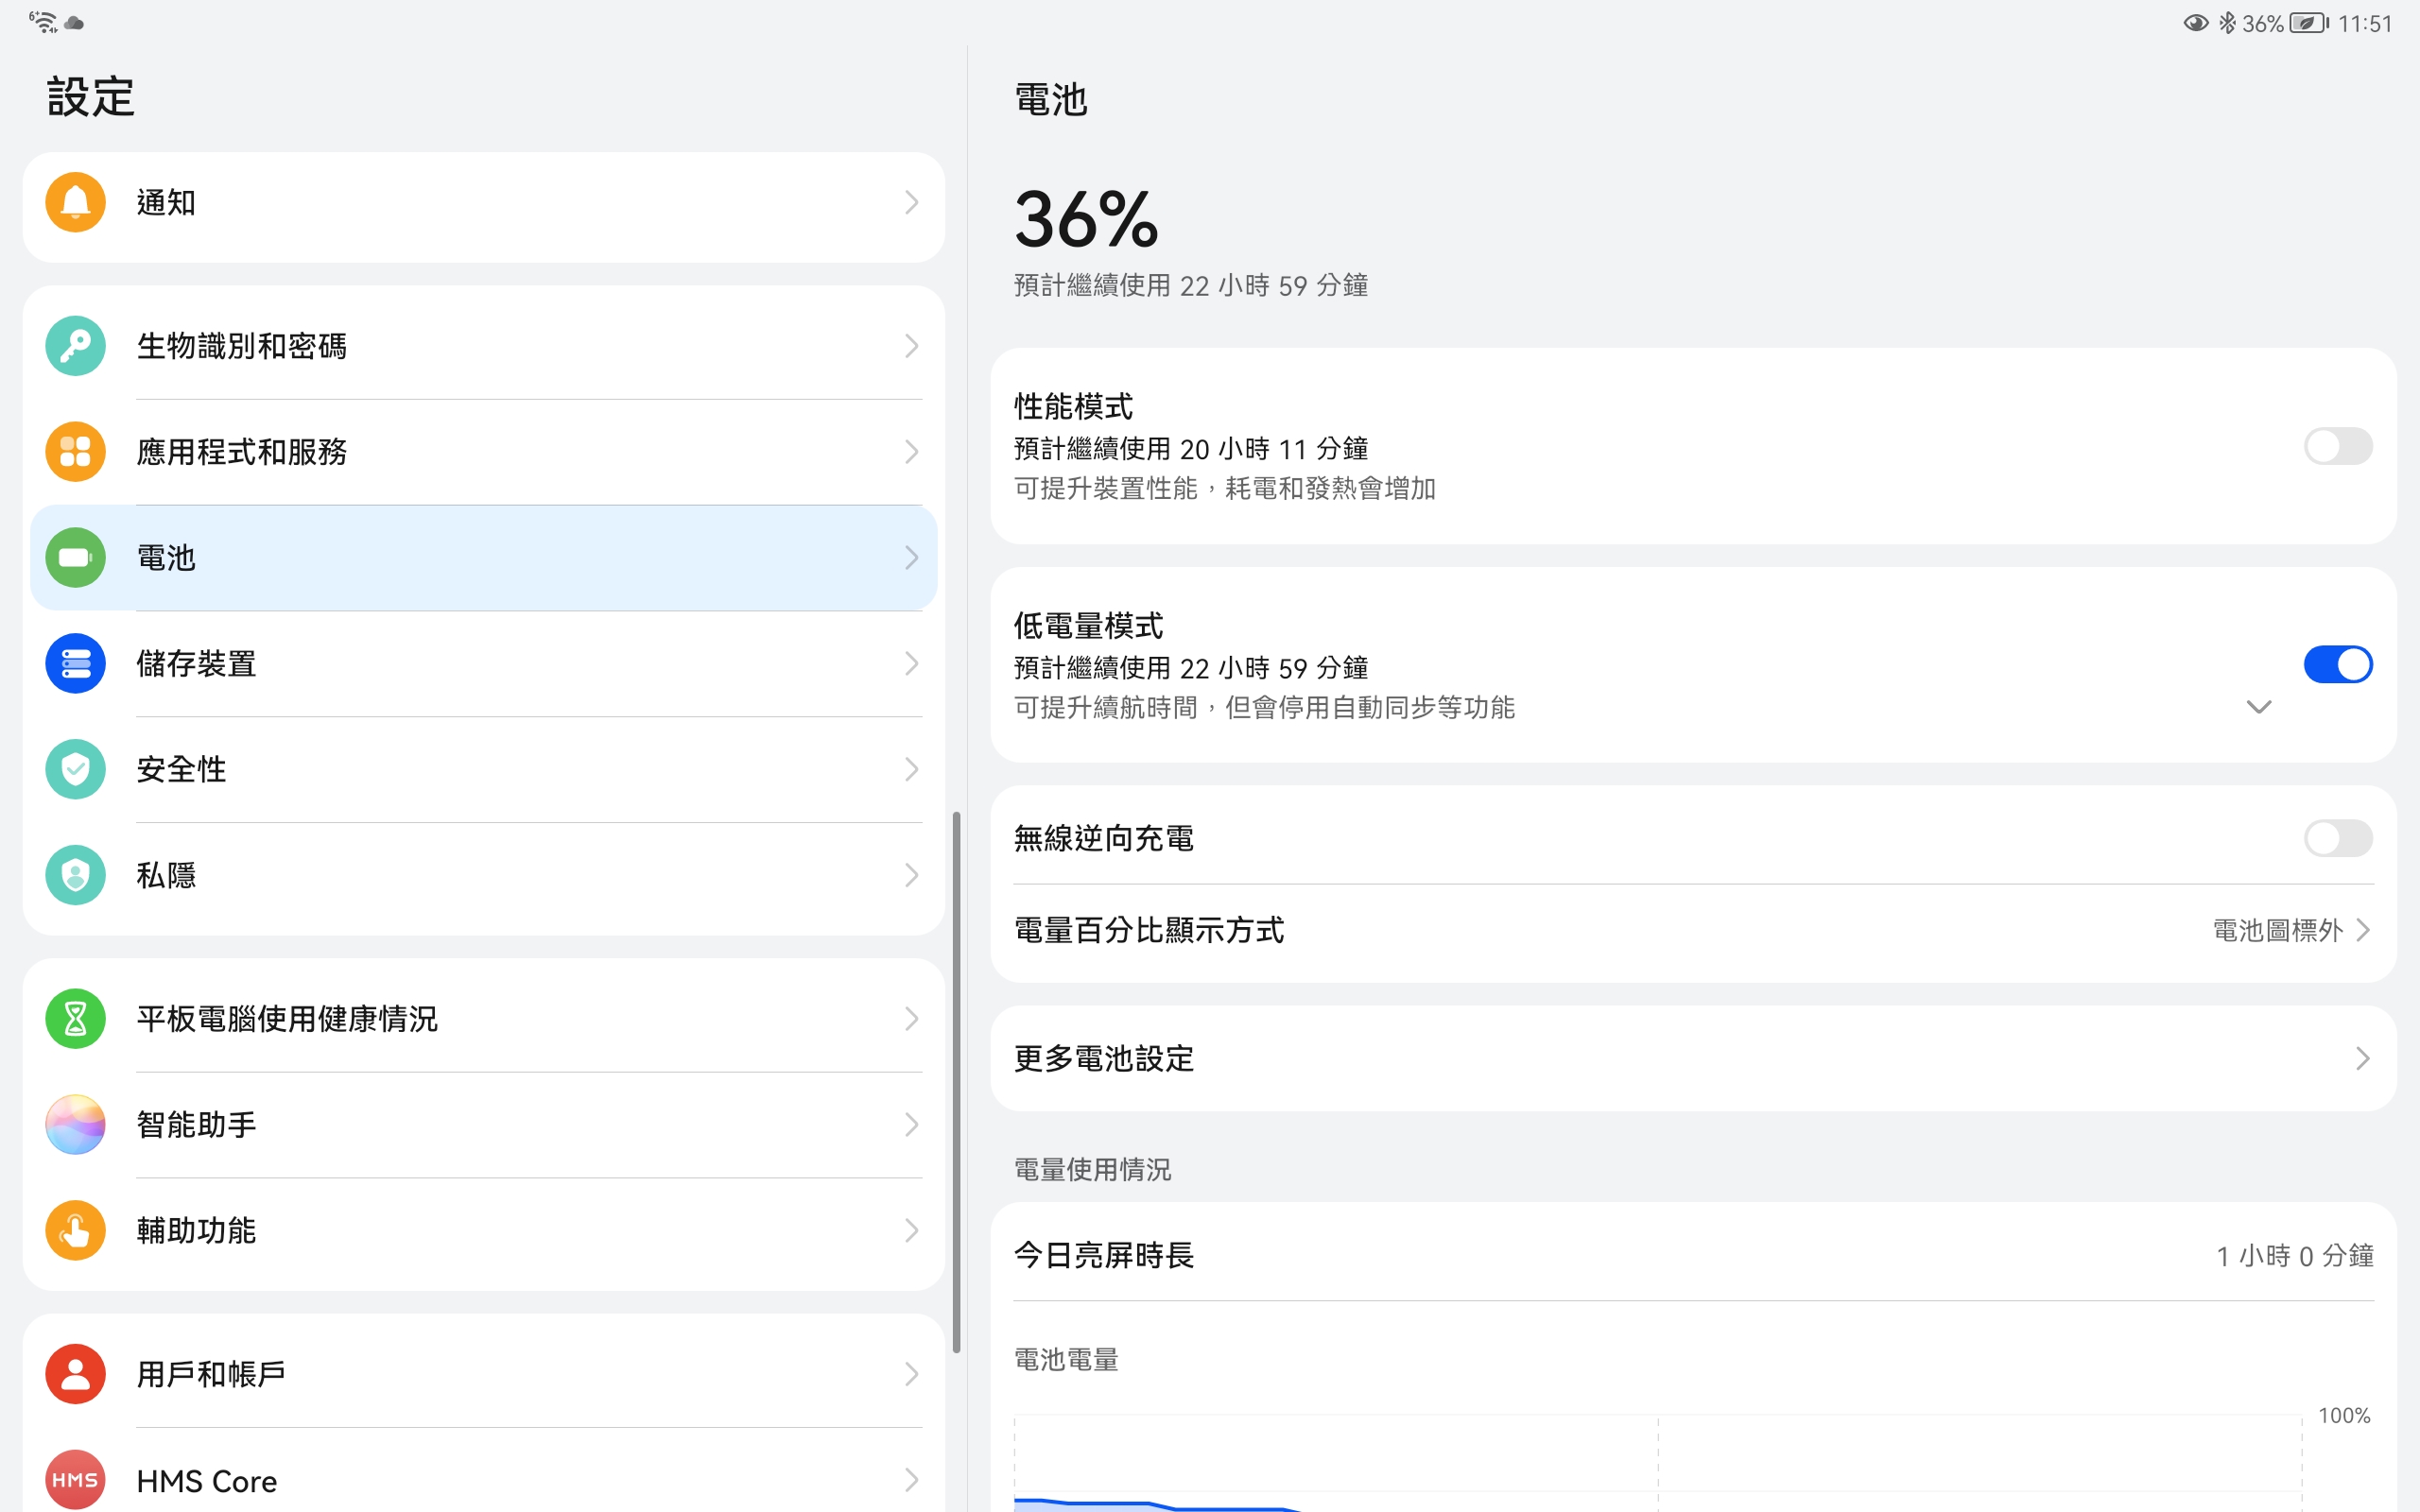 36%
11:51
設定
通知
生物識別和密碼
應用程式和服務
電池
儲存裝置
安全性
私隱
平板電腦使用健康情況
智能助手
輔助功能
用戶和帳戶
HMS
HMS Core
電池
36%
預計繼續使用 22 小時 59 分鐘
性能模式
預計繼續使用 20 小時 11 分鐘
可提升裝置性能，耗電和發熱會增加
低電量模式
預計繼續使用 22 小時 59 分鐘
可提升續航時間，但會停用自動同步等功能
無線逆向充電
電量百分比顯示方式
電池圖標外
更多電池設定
電量使用情況
今日亮屏時長
1 小時 0 分鐘
電池電量
100%